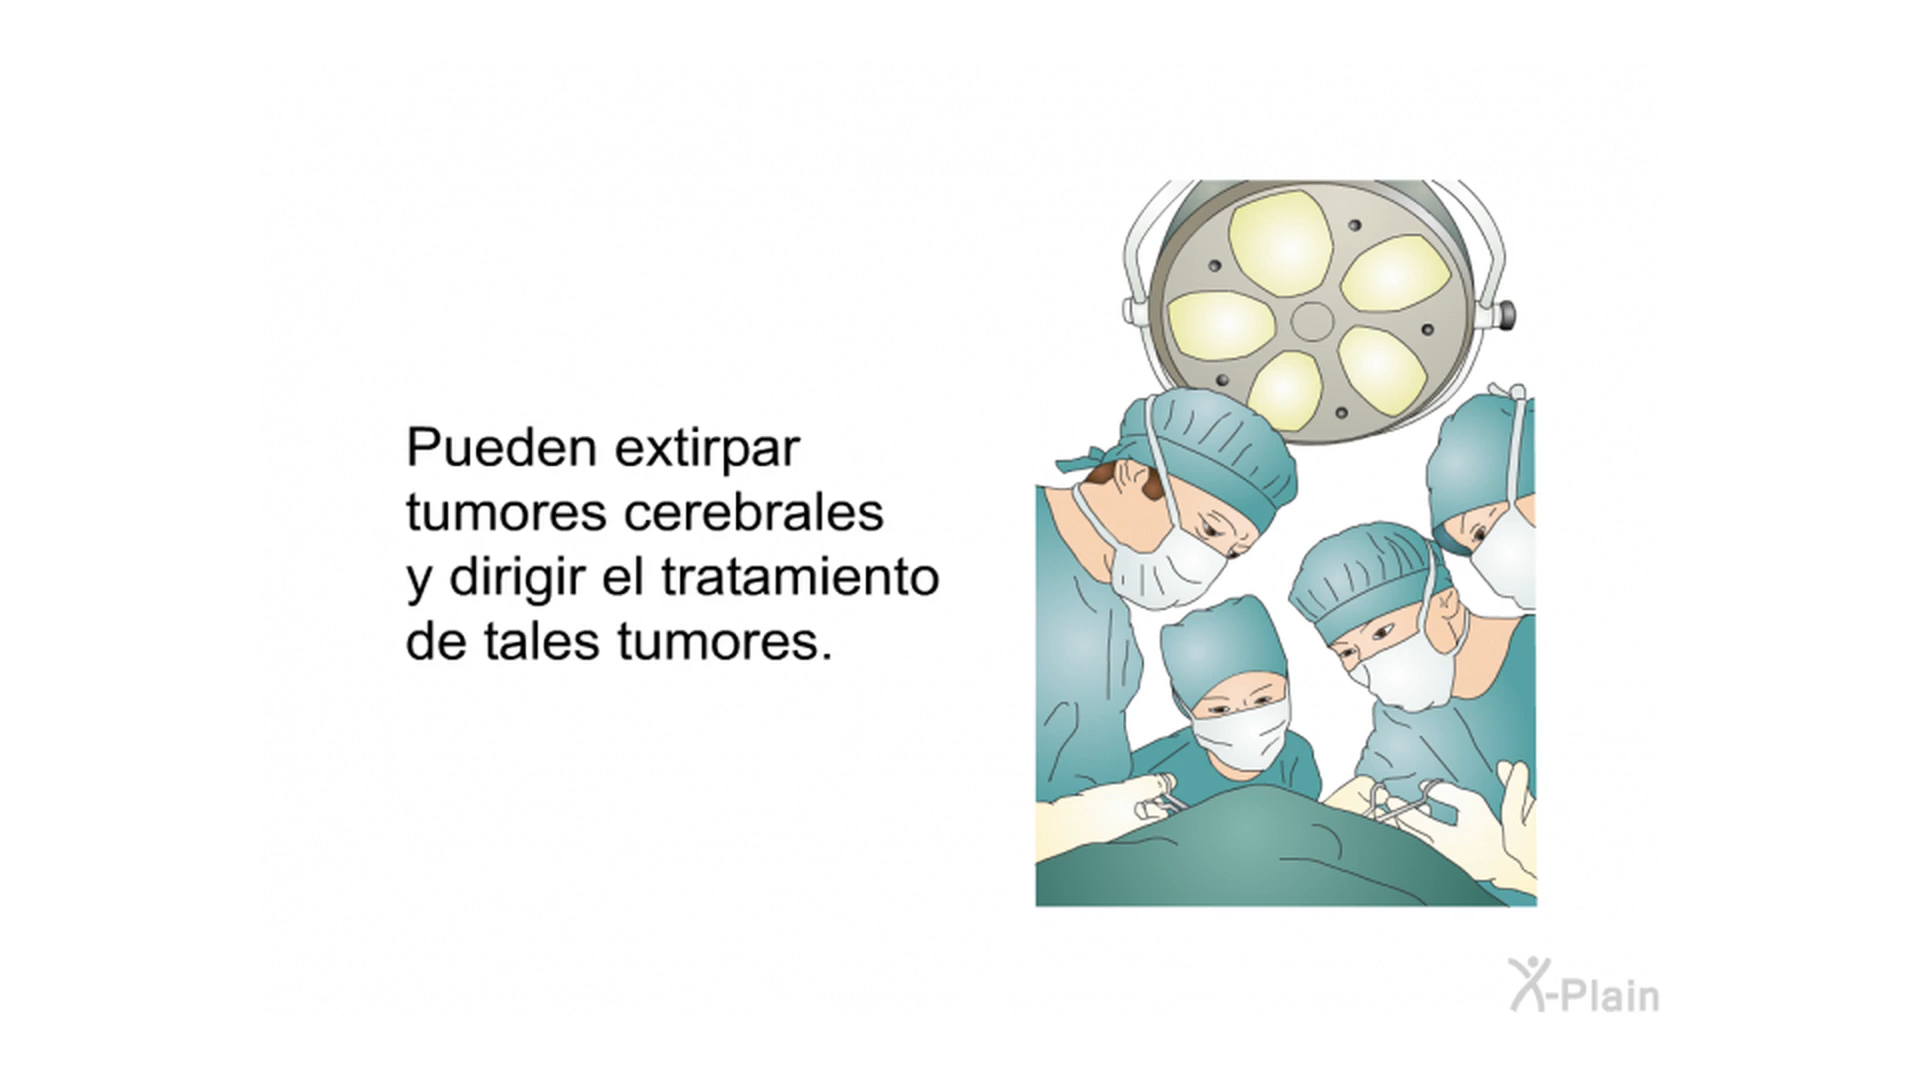 Pueden extirpar
tumores cerebrales
y dirigir el tratamiento
de tales tumores.
X-Plain